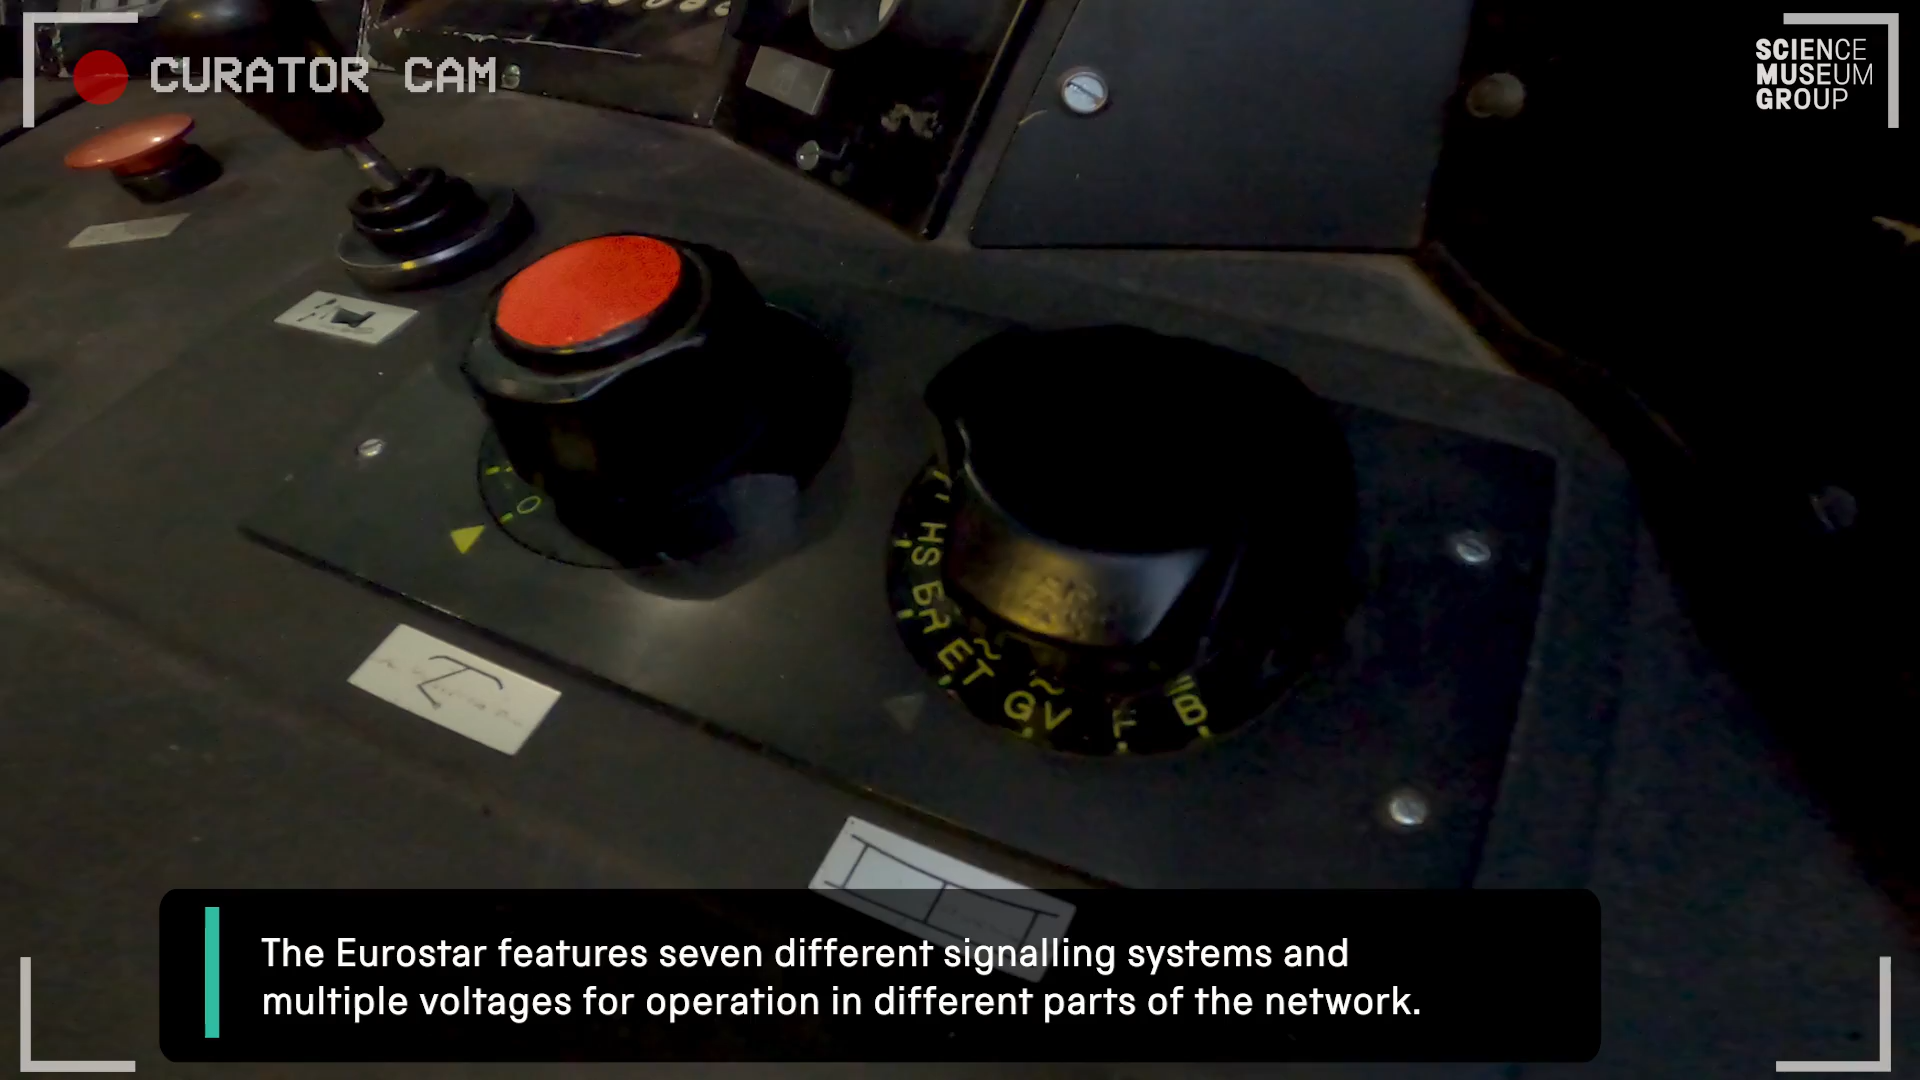 CURATOR CAM
SCIENCE
MUSEUM
GROUP
O
HS
BR
ET
GV
F
B
The Eurostar features seven different signalling systems and
multiple voltages for operation in different parts of the network.